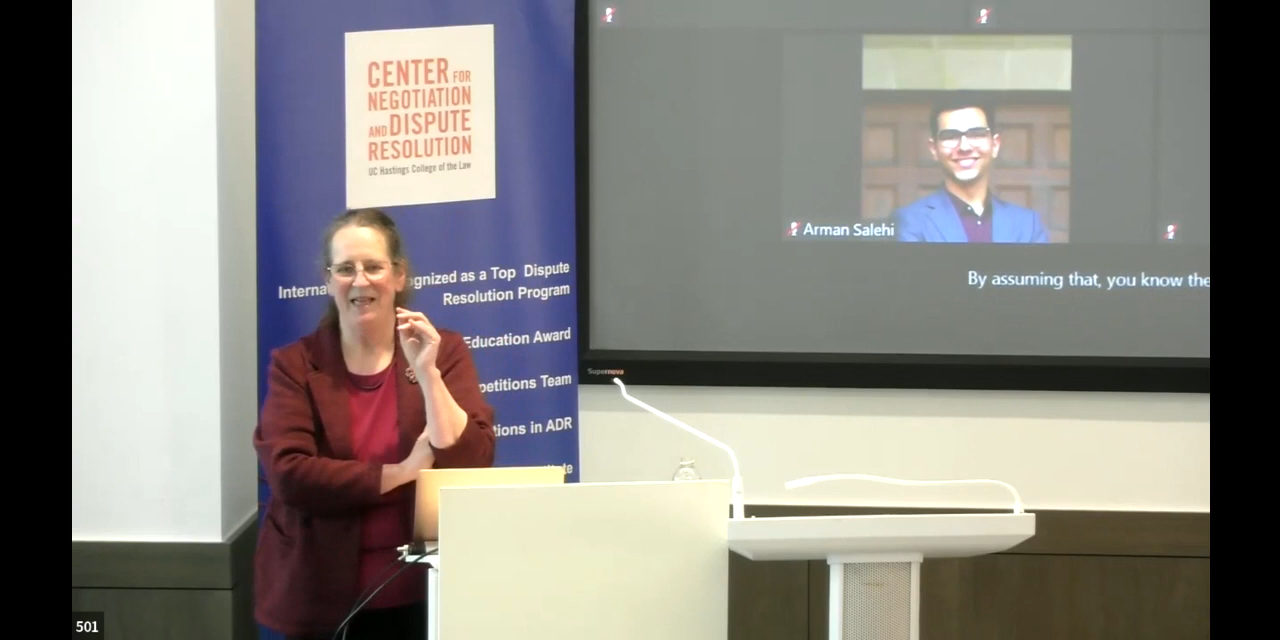 CENTER FOR
NEGOTIATION
AND DISPUTE
RESOLUTION
UC Hastings College of the Law
ognized as a Top Dispute
Resolution Program
Education Award
petitions Team
tions in ADR
Arman Salehi
By assuming that, you know the
Supernova
501